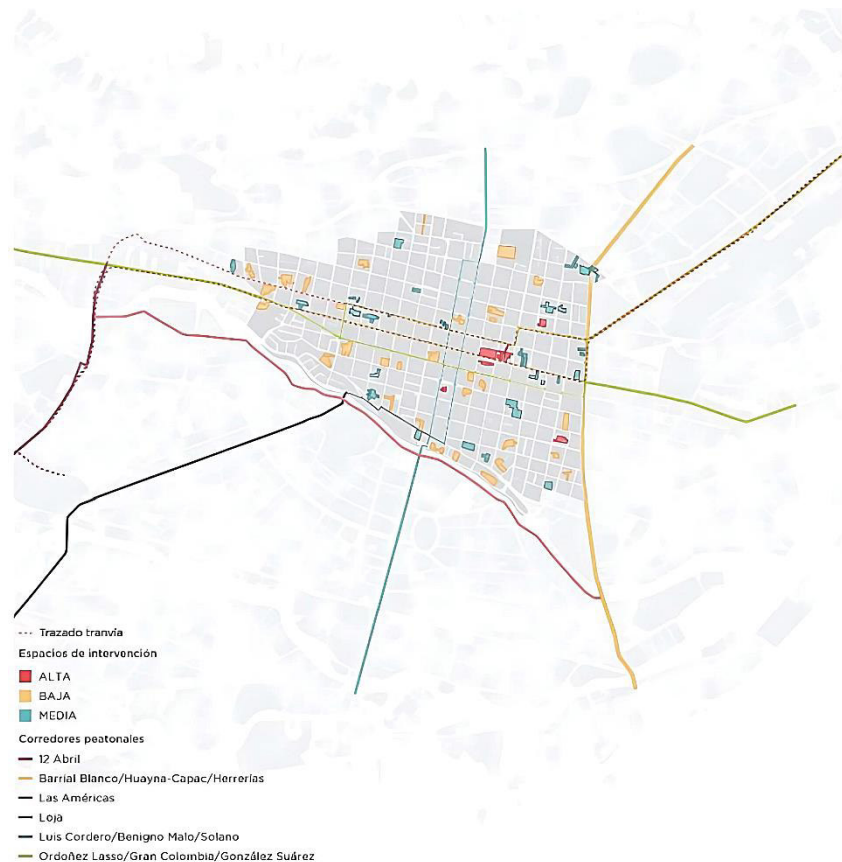 Trazado tranvía
Espacios de intervención
ALTA
BAJA
MEDIA
Corredores peatonales
12 Abril
Barrial Blanco/Huayna-Capac/Herrerías
Las Américas
Loja
Luis Cordero/Benigno Malo/Solano
Ordoñez Lasso/Gran Colombia/González Suárez